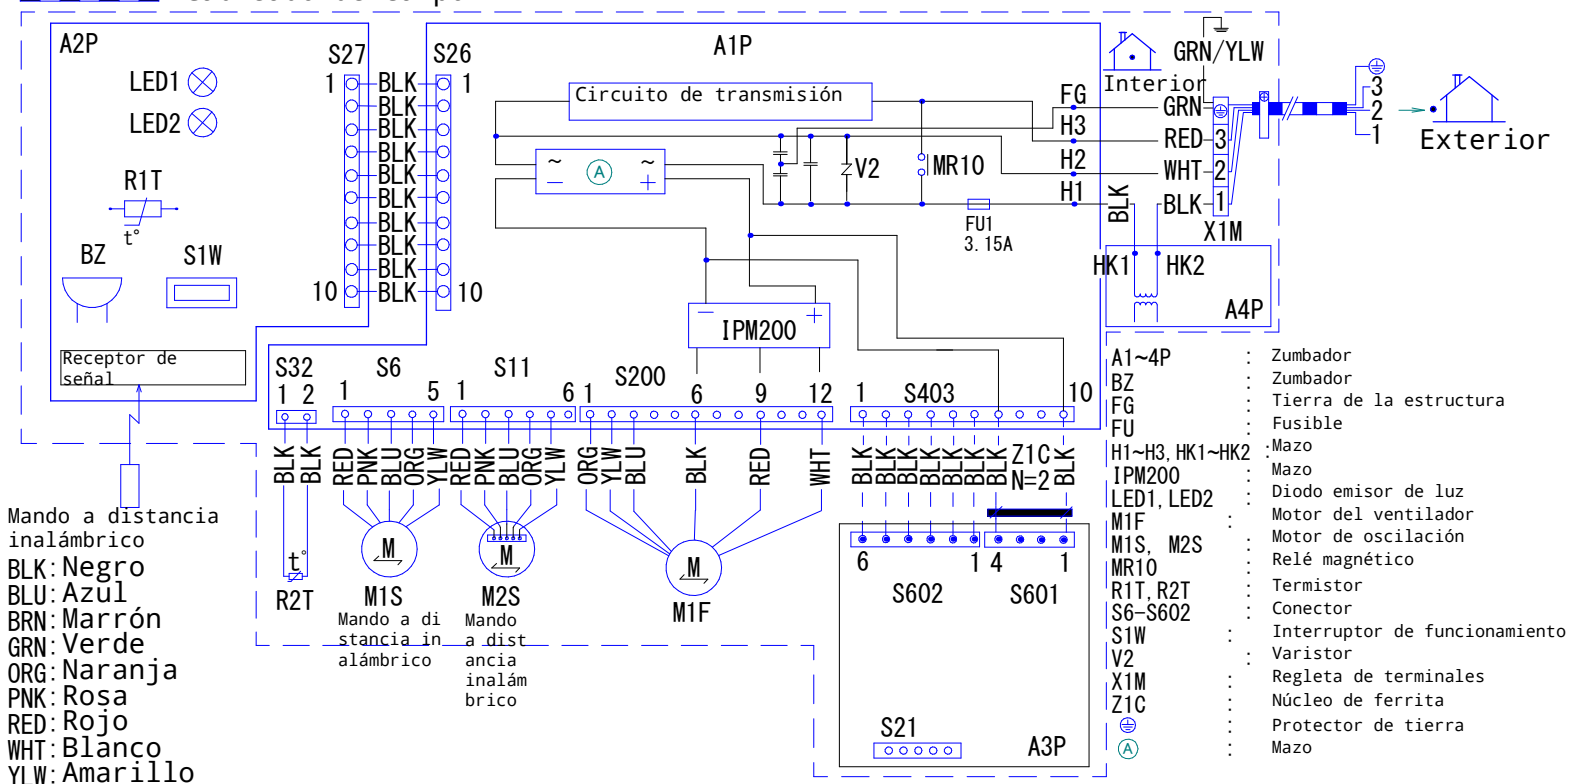 A2P
S27
S26
A1P
GRN/YLW
LED1
LED2
1
BLK
1
BLK
BLK
BLK
BLK
BLK
BLK
BLK
BLK
10
BLK
10
Circuito de transmisión
FG
H3
H2
H1
Interior
GRN
RED
3
WHT
2
BLK
1
X1M
3
2
1
Exterior
~
A
~
−
+
V2
MR10
FU1
3.15A
BLK
HK1
HK2
A4P
R1T
t°
BZ
S1W
Receptor de
señal
−
IPM200
+
S32
1 2
S6
1
5
S11
1
6
S200
1
6
9
12
S403
1
10
BLK
BLK
RED
PNK
BLU
ORG
YLW
RED
PNK
BLU
ORG
YLW
ORG
YLW
BLU
BLK
RED
WHT
BLK
BLK
BLK
BLK
BLK
BLK
BLK
Z1C
N=2
BLK
t°
R2T
M
M1S
Mando a di
stancia in
alámbrico
M
M2S
Mando
a dist
ancia
inalám
brico
M
M1F
6
1
4
1
S602
S601
S21
A3P
Mando a distancia
inalámbrico
BLK:Negro
BLU:Azul
BRN:Marrón
GRN:Verde
ORG:Naranja
PNK:Rosa
RED:Rojo
WHT:Blanco
YLW:Amarillo
A1~4P : Zumbador
BZ : Zumbador
FG : Tierra de la estructura
FU : Fusible
H1~H3, HK1~HK2 : Mazo
IPM200 : Mazo
LED1, LED2 : Diodo emisor de luz
M1F : Motor del ventilador
M1S, M2S : Motor de oscilación
MR10 : Relé magnético
R1T, R2T : Termistor
S6-S602 : Conector
S1W : Interruptor de funcionamiento
V2 : Varistor
X1M : Regleta de terminales
Z1C : Núcleo de ferrita
: Protector de tierra
A : Mazo